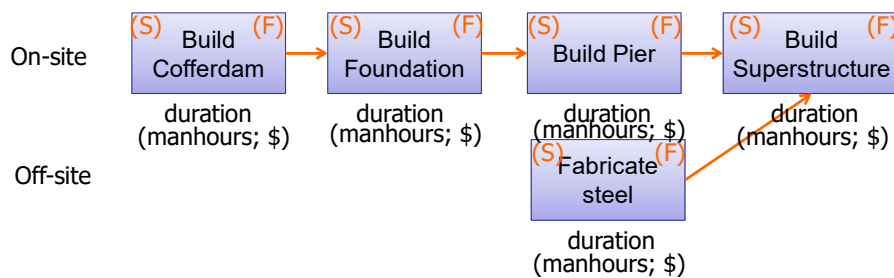 On-site
(S) Build Cofferdam (F)
(S) Build Foundation (F)
(S) Build Pier (F)
(S) Build Superstructure (F)
duration
(manhours; $)
duration
(manhours; $)
duration
(manhours; $)
duration
(manhours; $)
Off-site
(S) Fabricate steel (F)
duration
(manhours; $)